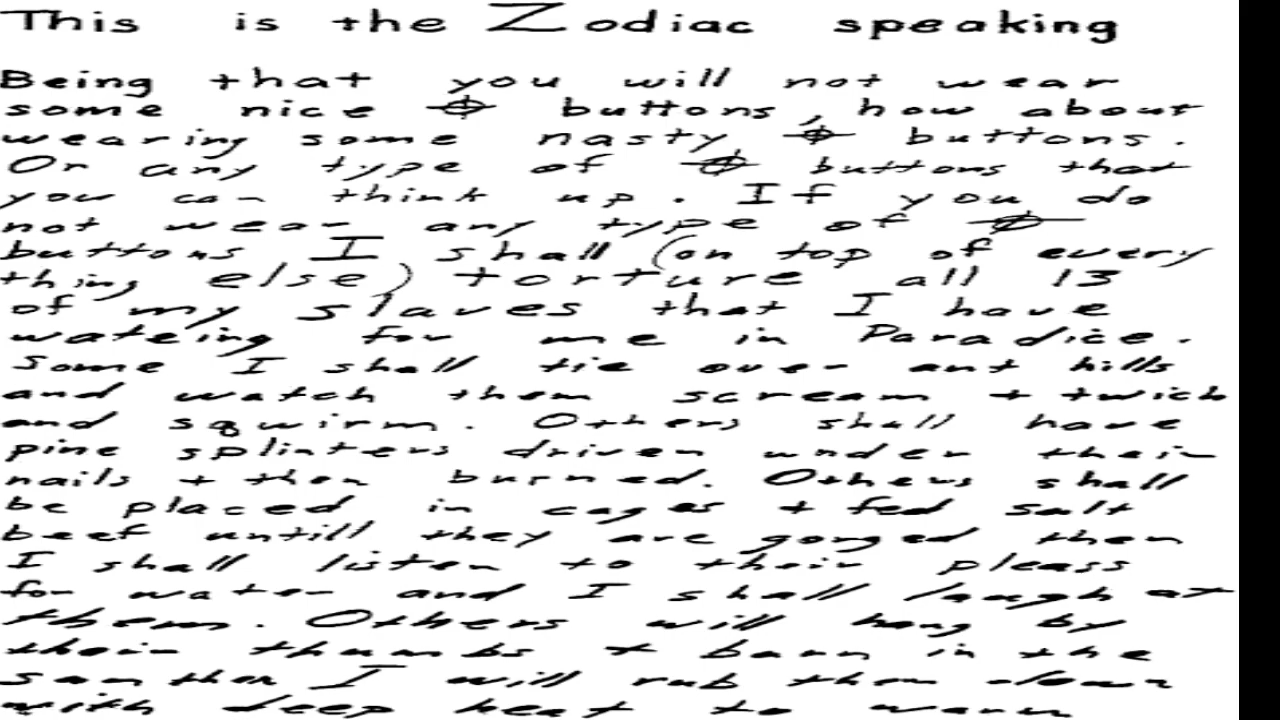 This is the Zodiac speaking
Being that you will not wear
some nice ⌖ buttons, how about
wearing some nasty ⌖ buttons.
Or any type of ⌖ buttons that
you can think up. If you do
not wear any type of ⌖
buttons I shall (on top of every
thing else) torture all 13
of my slaves that I have
wateing for me in Paradice.
Some I shall tie over ant hills
and watch them scream + twich
and squirm. Others shall have
pine splinters driven under their
nails + then burned. Others shall
be placed in cages + fed salt
beef untill they are gorged then
I shall listen to their pleass
for water and I shall laugh at
them. Others will hang by
their thumbs + burn in the
sun then I will rub them down
with deep heat to warm